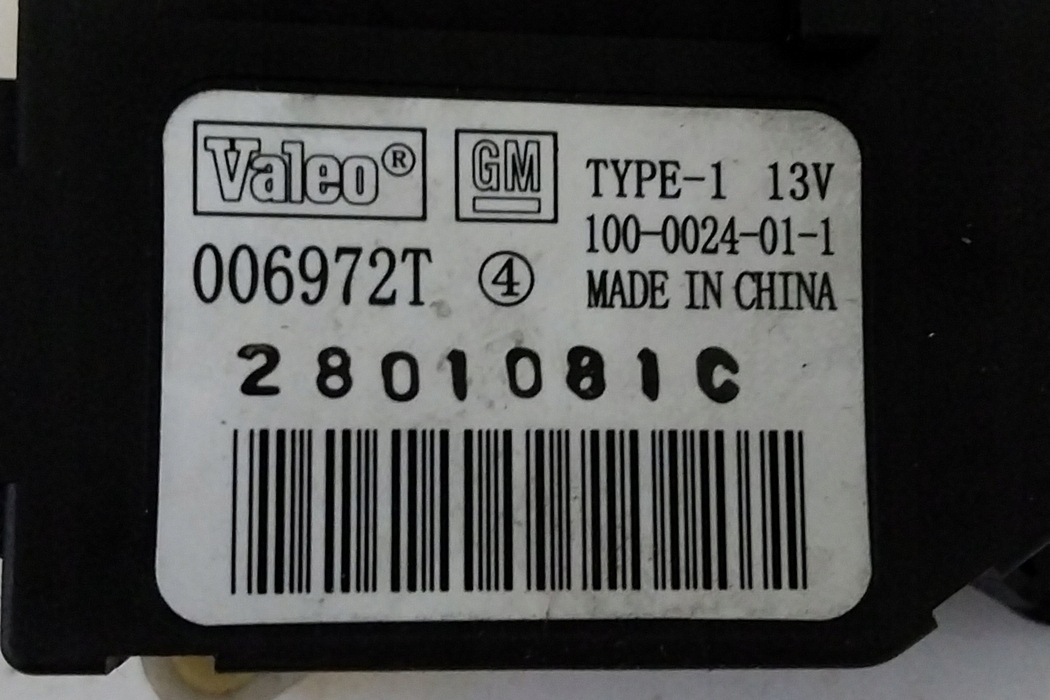 Valeo® GM TYPE-1 13V
100-0024-01-1
006972T ④ MADE IN CHINA
2801081C